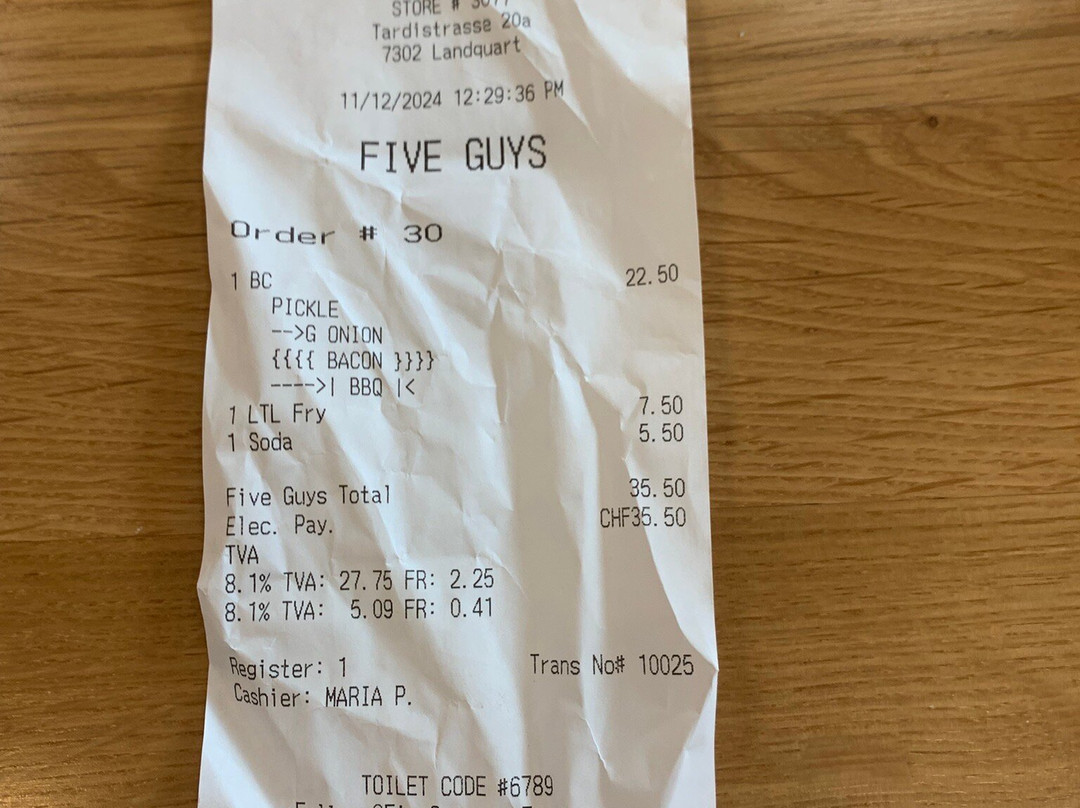 STORE #
Tardistrasse 20a
7302 Landquart
11/12/2024 12:29:36 PM
FIVE GUYS
Order # 30
1 BC 22.50
PICKLE
-->G ONION
{{{{ BACON }}}}
---->| BBQ |<
1 LTL Fry 7.50
1 Soda 5.50
Five Guys Total 35.50
Elec. Pay. CHF35.50
TVA
8.1% TVA: 27.75 FR: 2.25
8.1% TVA: 5.09 FR: 0.41
Register: 1 Trans No# 10025
Cashier: MARIA P.
TOILET CODE #6789